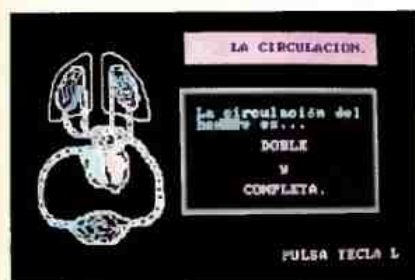 LA CIRCULACION.
La circulación del
hombre es...
DOBLE
Y
COMPLETA.
PULSA TECLA L